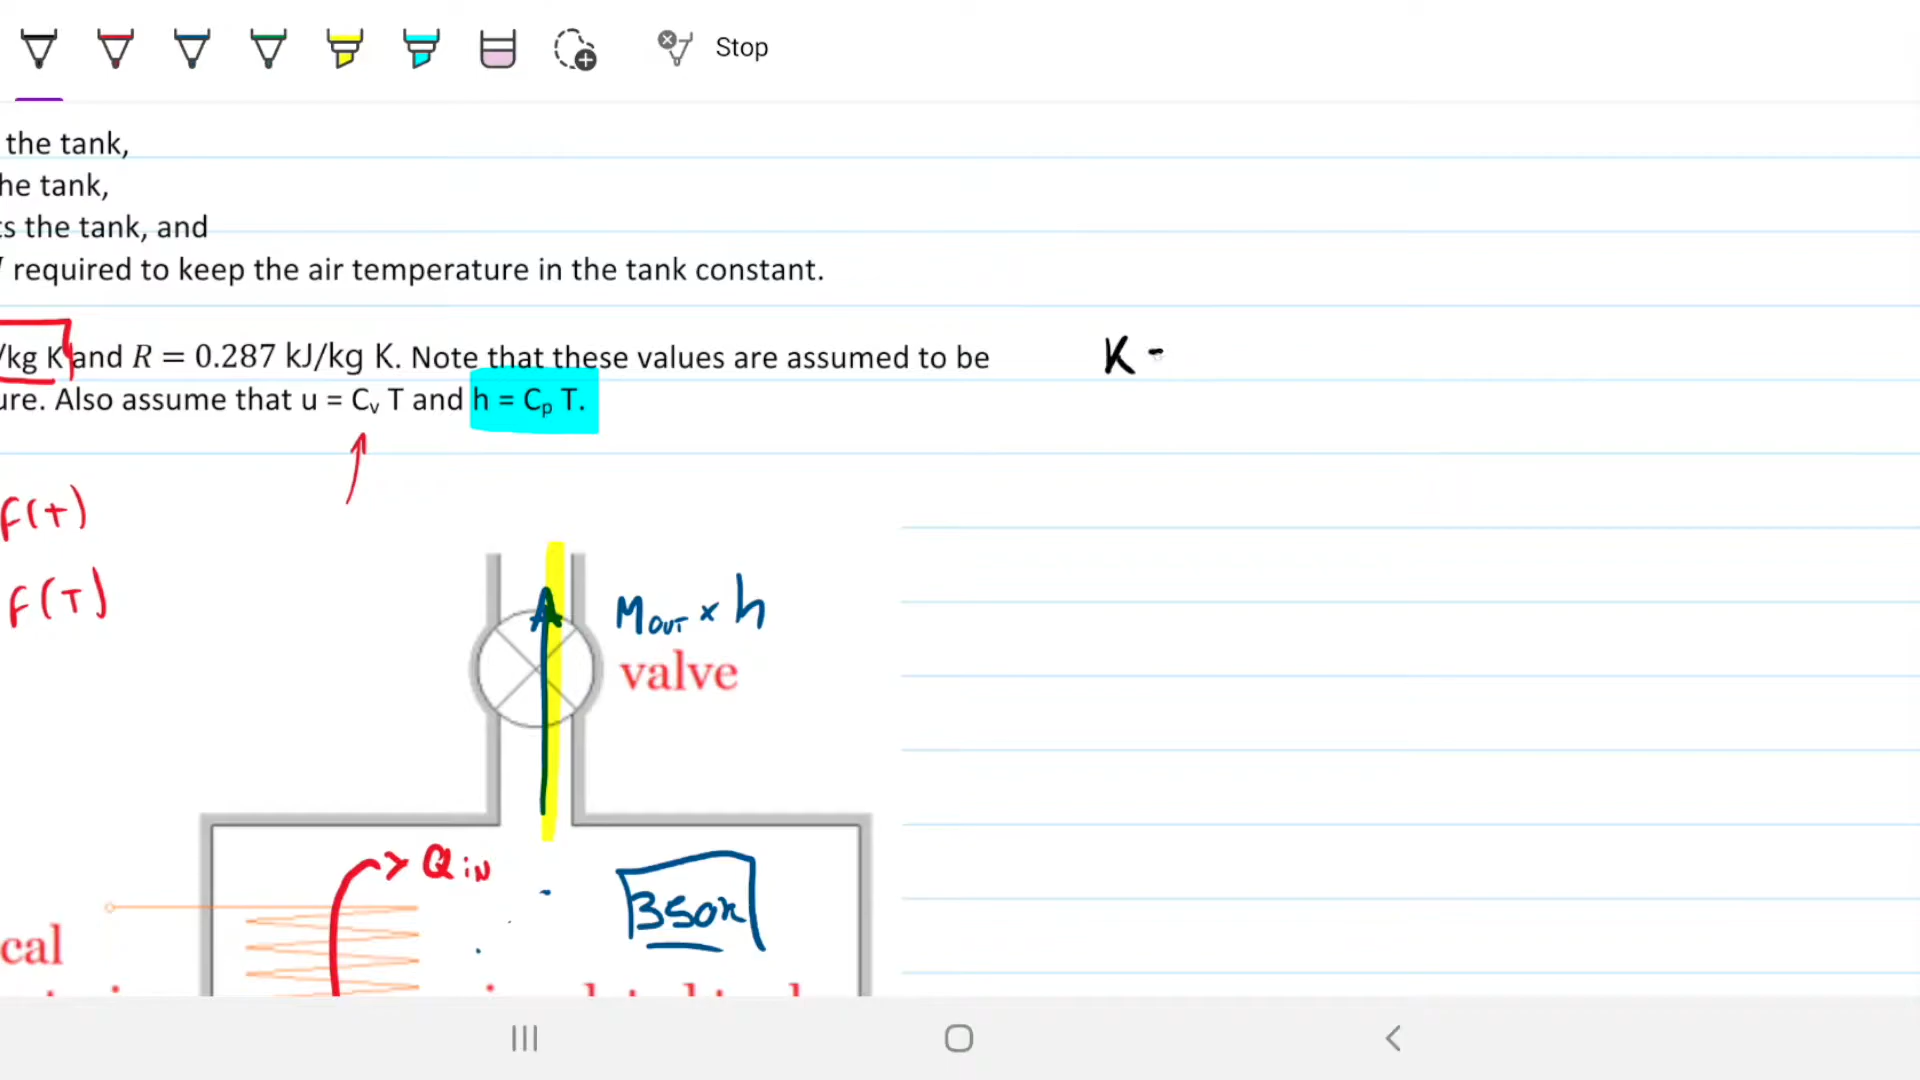 Stop
the tank,
he tank,
ts the tank, and
required to keep the air temperature in the tank constant.
/kg K and R = 0.287 kJ/kg K. Note that these values are assumed to be
K -
ure. Also assume that u = Cv T and h = Cp T.
F(T)
F(T)
MOUT × h
valve
QiN
350K
cal